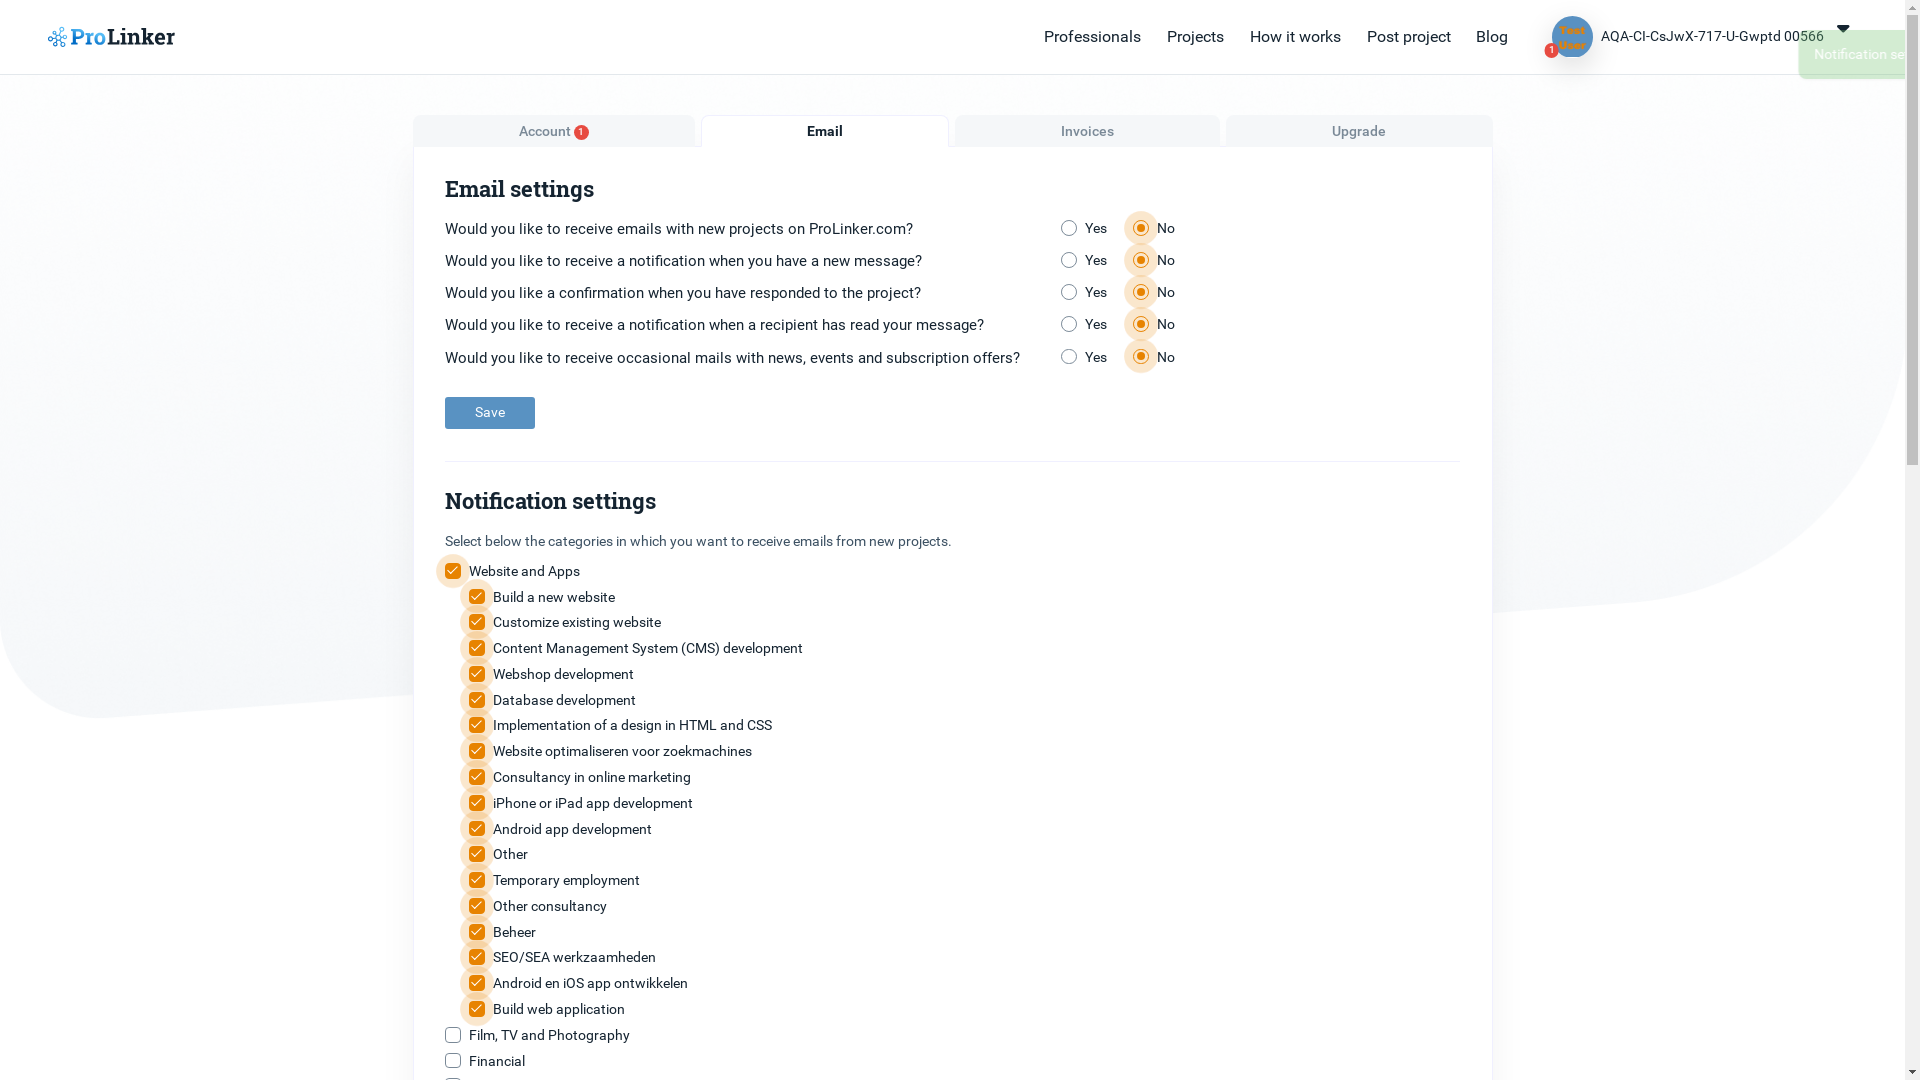 ProLinker
Professionals
Projects
How it works
Post project
Blog
Test User
1
AQA-CI-CsJwX-717-U-Gwptd 00566
Notification se
Account 1
Email
Invoices
Upgrade
Email settings
Would you like to receive emails with new projects on ProLinker.com? Yes No
Would you like to receive a notification when you have a new message? Yes No
Would you like a confirmation when you have responded to the project? Yes No
Would you like to receive a notification when a recipient has read your message? Yes No
Would you like to receive occasional mails with news, events and subscription offers? Yes No
Save
Notification settings
Select below the categories in which you want to receive emails from new projects.
Website and Apps
Build a new website
Customize existing website
Content Management System (CMS) development
Webshop development
Database development
Implementation of a design in HTML and CSS
Website optimaliseren voor zoekmachines
Consultancy in online marketing
iPhone or iPad app development
Android app development
Other
Temporary employment
Other consultancy
Beheer
SEO/SEA werkzaamheden
Android en iOS app ontwikkelen
Build web application
Film, TV and Photography
Financial